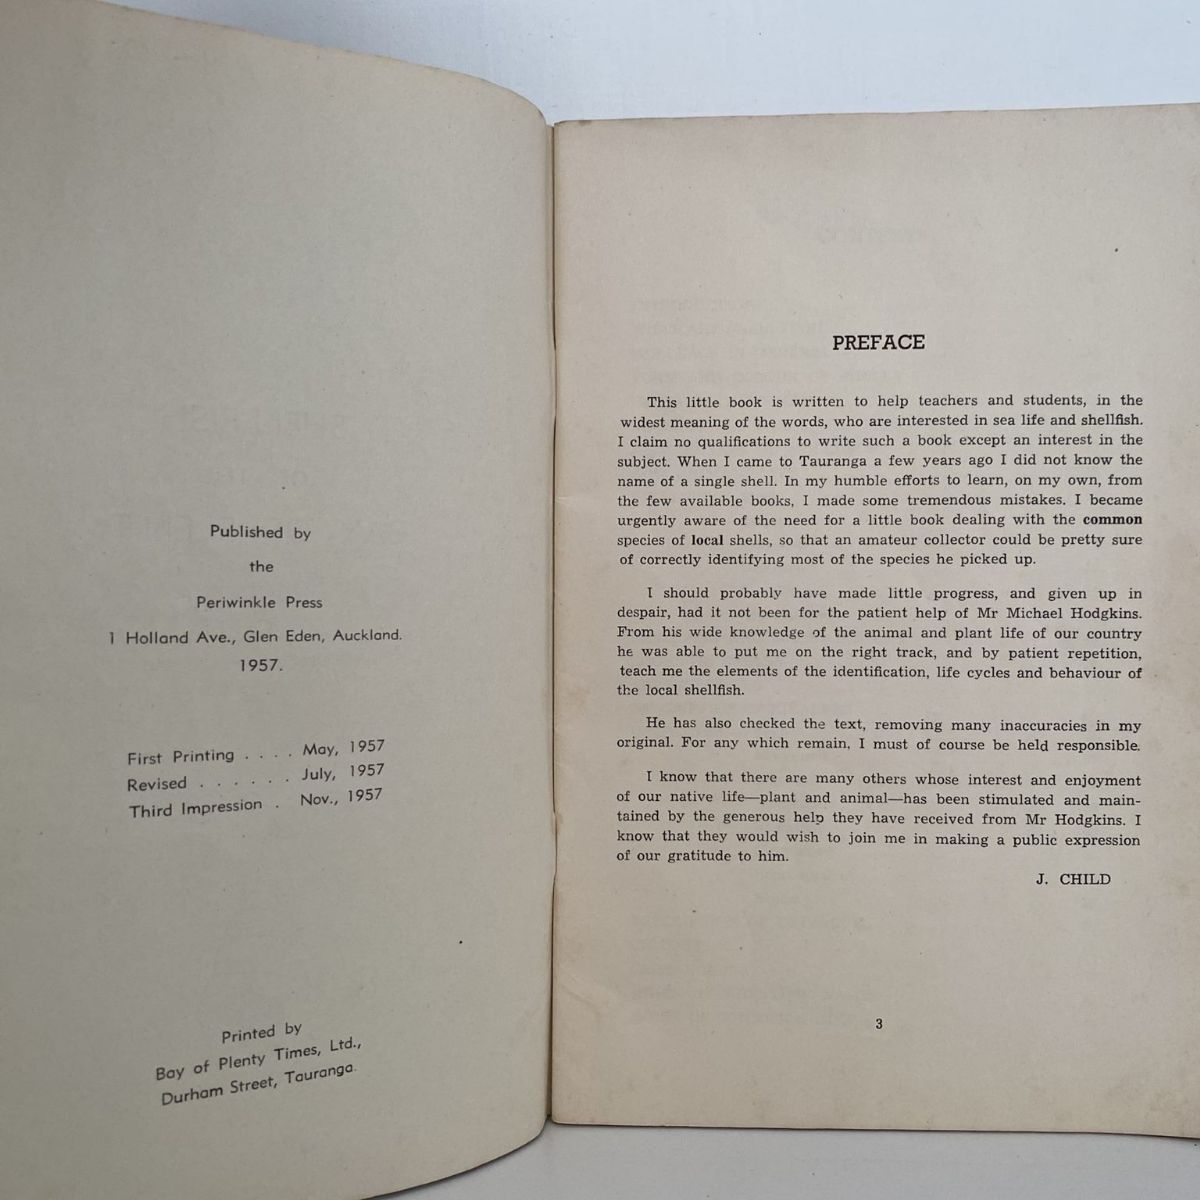 Published by
the
Periwinkle Press
1 Holland Ave., Glen Eden, Auckland.
1957.
First Printing . . . . May, 1957
Revised . . . . . . July, 1957
Third Impression . Nov., 1957
Printed by
Bay of Plenty Times, Ltd.,
Durham Street, Tauranga.
PREFACE
This little book is written to help teachers and students, in the
widest meaning of the words, who are interested in sea life and shellfish.
I claim no qualifications to write such a book except an interest in the
subject. When I came to Tauranga a few years ago I did not know the
name of a single shell. In my humble efforts to learn, on my own, from
the few available books, I made some tremendous mistakes. I became
urgently aware of the need for a little book dealing with the common
species of local shells, so that an amateur collector could be pretty sure
of correctly identifying most of the species he picked up.
I should probably have made little progress, and given up in
despair, had it not been for the patient help of Mr Michael Hodgkins.
From his wide knowledge of the animal and plant life of our country
he was able to put me on the right track, and by patient repetition,
teach me the elements of the identification, life cycles and behaviour of
the local shellfish.
He has also checked the text, removing many inaccuracies in my
original. For any which remain, I must of course be held responsible.
I know that there are many others whose interest and enjoyment
of our native life—plant and animal—has been stimulated and main-
tained by the generous help they have received from Mr Hodgkins. I
know that they would wish to join me in making a public expression
of our gratitude to him.
J. CHILD
3